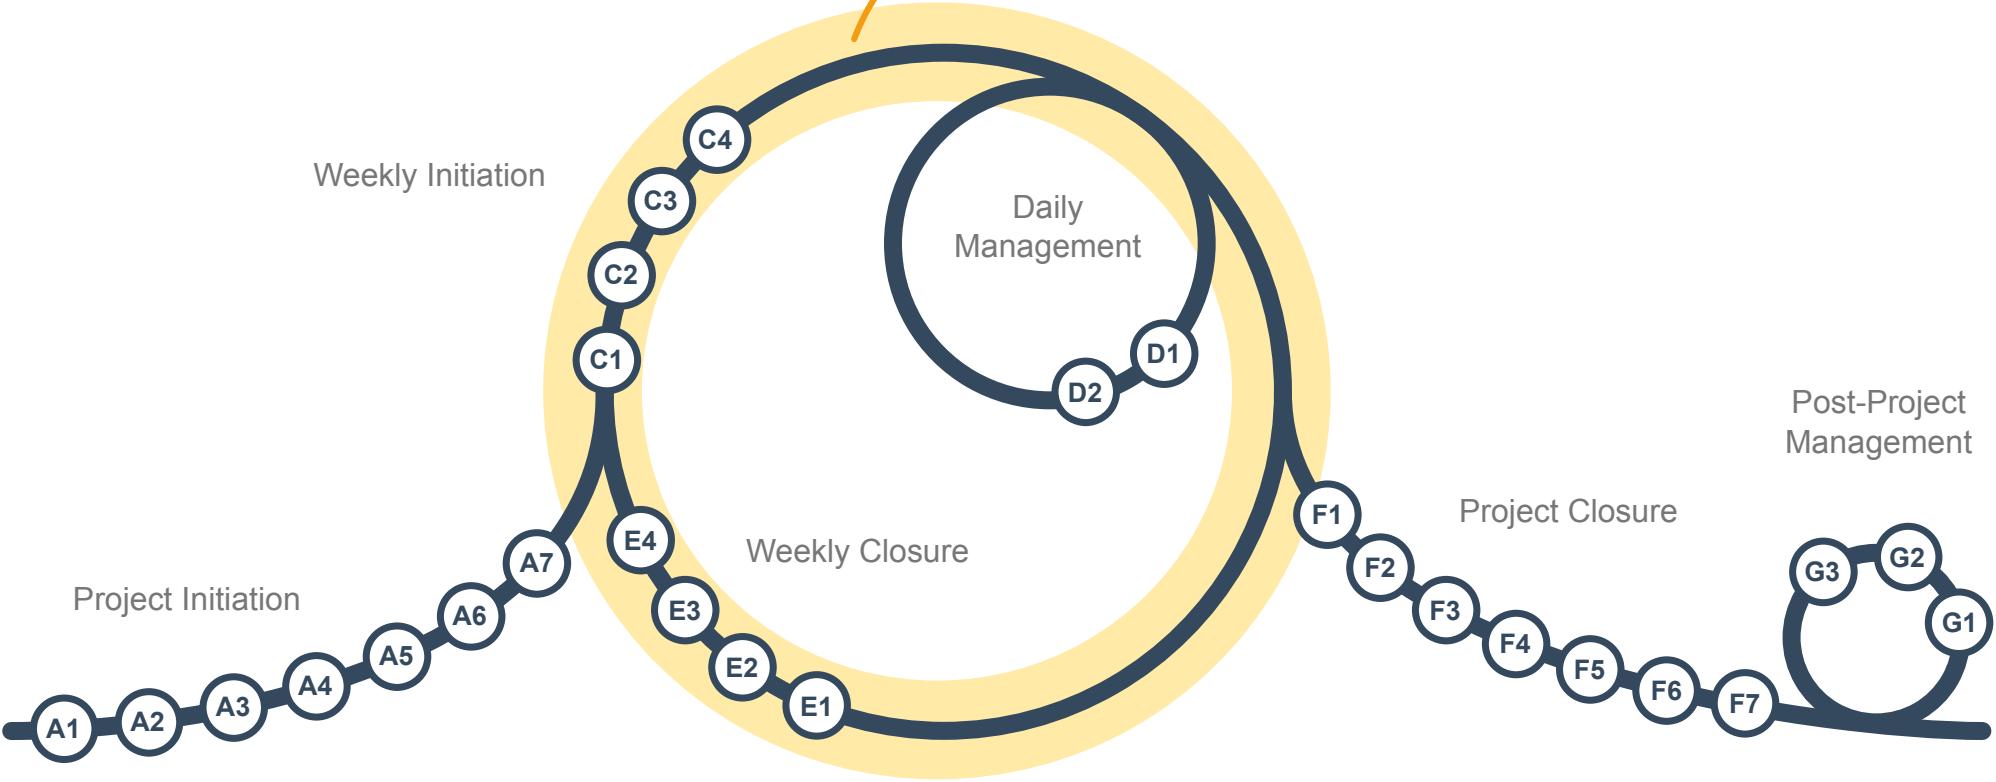 Weekly Initiation
C4
C3
C2
C1
Daily
Management
D1
D2
Post-Project
Management
Project Initiation
A1
A2
A3
A4
A5
A6
A7
Weekly Closure
E4
E3
E2
E1
Project Closure
F1
F2
F3
F4
F5
F6
F7
G3
G2
G1